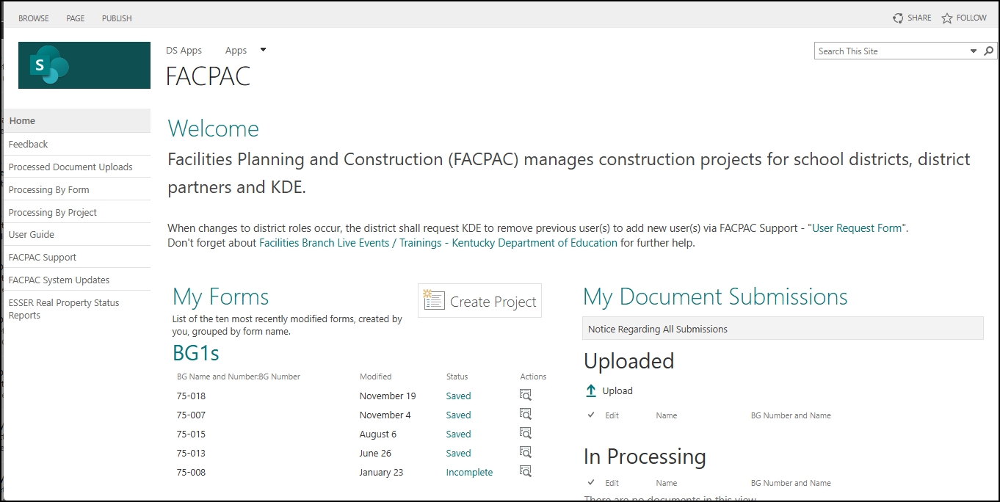 BROWSE PAGE PUBLISH SHARE FOLLOW
S
DS Apps Apps
Search This Site
FACPAC
Home
Feedback
Processed Document Uploads
Processing By Form
Processing By Project
User Guide
FACPAC Support
FACPAC System Updates
ESSER Real Property Status
Reports
Welcome
Facilities Planning and Construction (FACPAC) manages construction projects for school districts, district
partners and KDE.
When changes to district roles occur, the district shall request KDE to remove previous user(s) to add new user(s) via FACPAC Support - "User Request Form".
Don't forget about Facilities Branch Live Events / Trainings - Kentucky Department of Education for further help.
My Forms
Create Project
List of the ten most recently modified forms, created by
you, grouped by form name.
BG1s
BG Name and Number:BG Number Modified Status Actions
75-018 November 19 Saved
75-007 November 4 Saved
75-015 August 6 Saved
75-013 June 26 Saved
75-008 January 23 Incomplete
My Document Submissions
Notice Regarding All Submissions
Uploaded
Upload
Edit Name BG Number and Name
In Processing
Edit Name BG Number and Name
There are no documents in this view